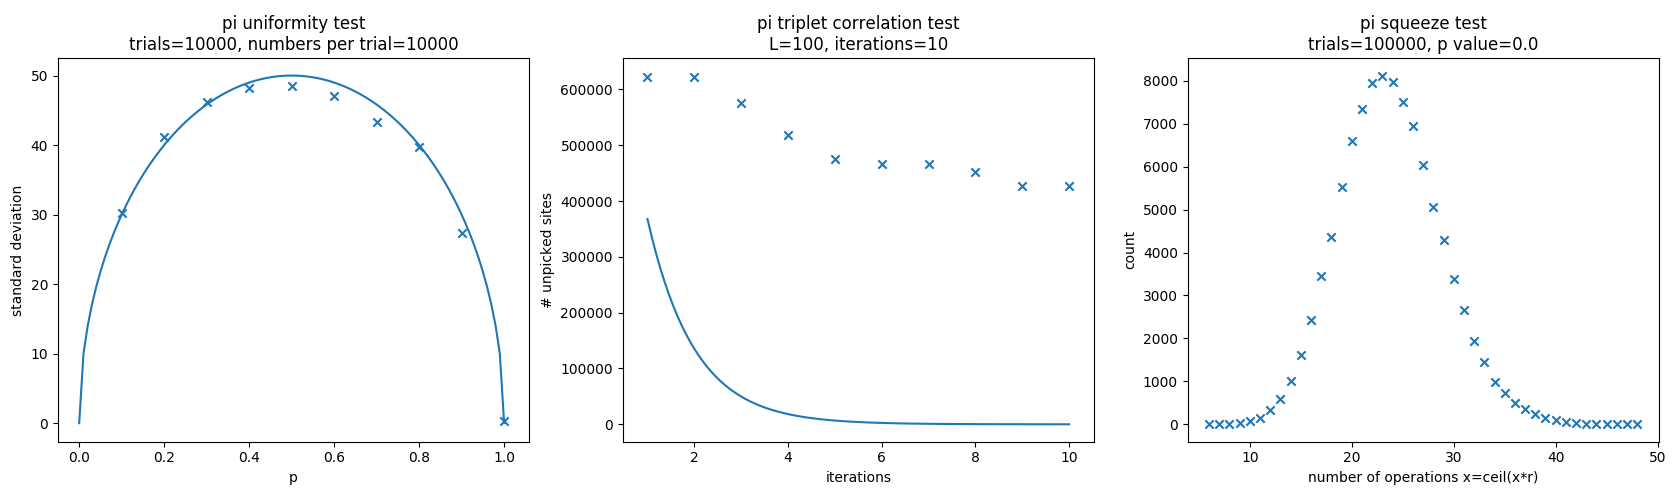 pi uniformity test
trials=10000, numbers per trial=10000
50
40
30
20
10
0
standard deviation
0.0 0.2 0.4 0.6 0.8 1.0
p
pi triplet correlation test
L=100, iterations=10
600000
500000
400000
300000
200000
100000
0
# unpicked sites
2 4 6 8 10
iterations
pi squeeze test
trials=100000, p value=0.0
8000
7000
6000
5000
4000
3000
2000
1000
0
count
10 20 30 40 50
number of operations x=ceil(x*r)